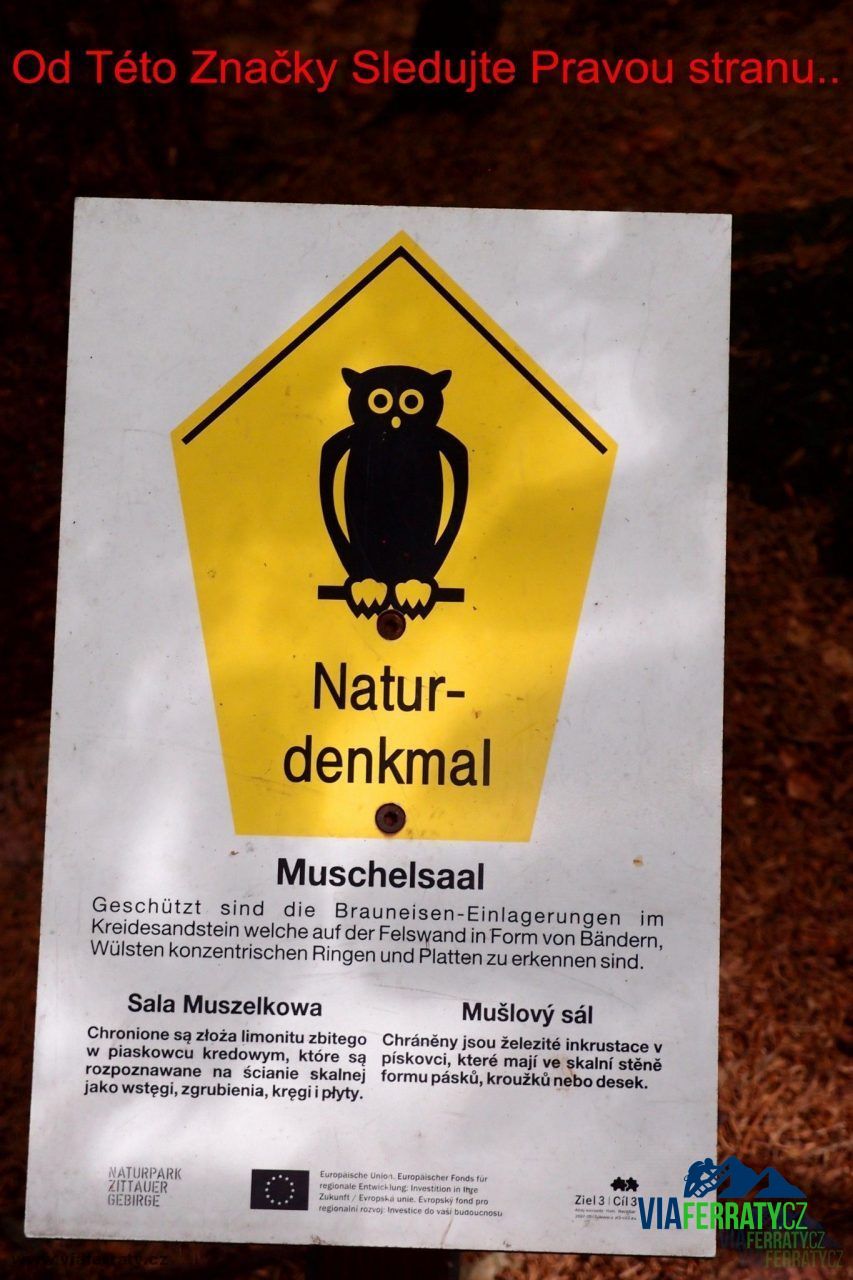 Od Této Značky Sledujte Pravou stranu..
Natur-
denkmal
Muschelsaal
Geschützt sind die Brauneisen-Einlagerungen im
Kreidesandstein welche auf der Felswand in Form von Bändern,
Wülsten konzentrischen Ringen und Platten zu erkennen sind.
Sala Muszelkowa
Chronione są złoża limonitu zbitego
w piaskowcu kredowym, które są
rozpoznawane na ścianie skalnej
jako wstęgi, zgrubienia, kręgi i płyty.
Mušlový sál
Chráněny jsou železité inkrustace v
pískovci, které mají ve skalní stěně
formu pásků, kroužků nebo desek.
NATURPARK
ZITTAUER
GEBIRGE
Europäische Union. Europäischer Fonds für
regionale Entwicklung: Investition in Ihre
Zukunft / Evropská unie. Evropský fond pro
regionální rozvoj: Investice do vaší budoucnosti
Ziel 3 | Cíl 3
VIAFERRATY.CZ
VIAFERRATY.CZ
FERRATY.CZ